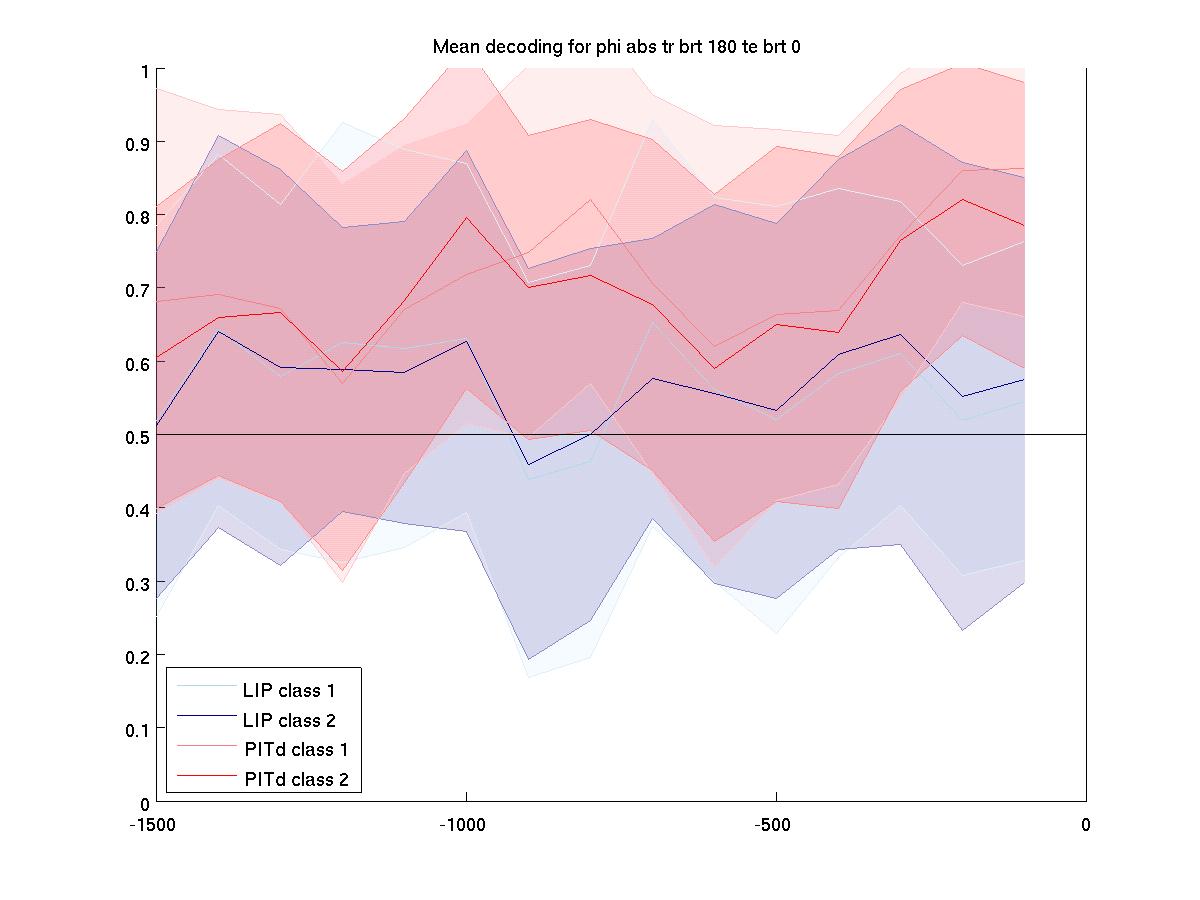 Mean decoding for phi abs tr brt 180 te brt 0
1
0.9
0.8
0.7
0.6
0.5
0.4
0.3
0.2
0.1
0
LIP class 1
LIP class 2
PITd class 1
PITd class 2
-1500 -1000 -500 0